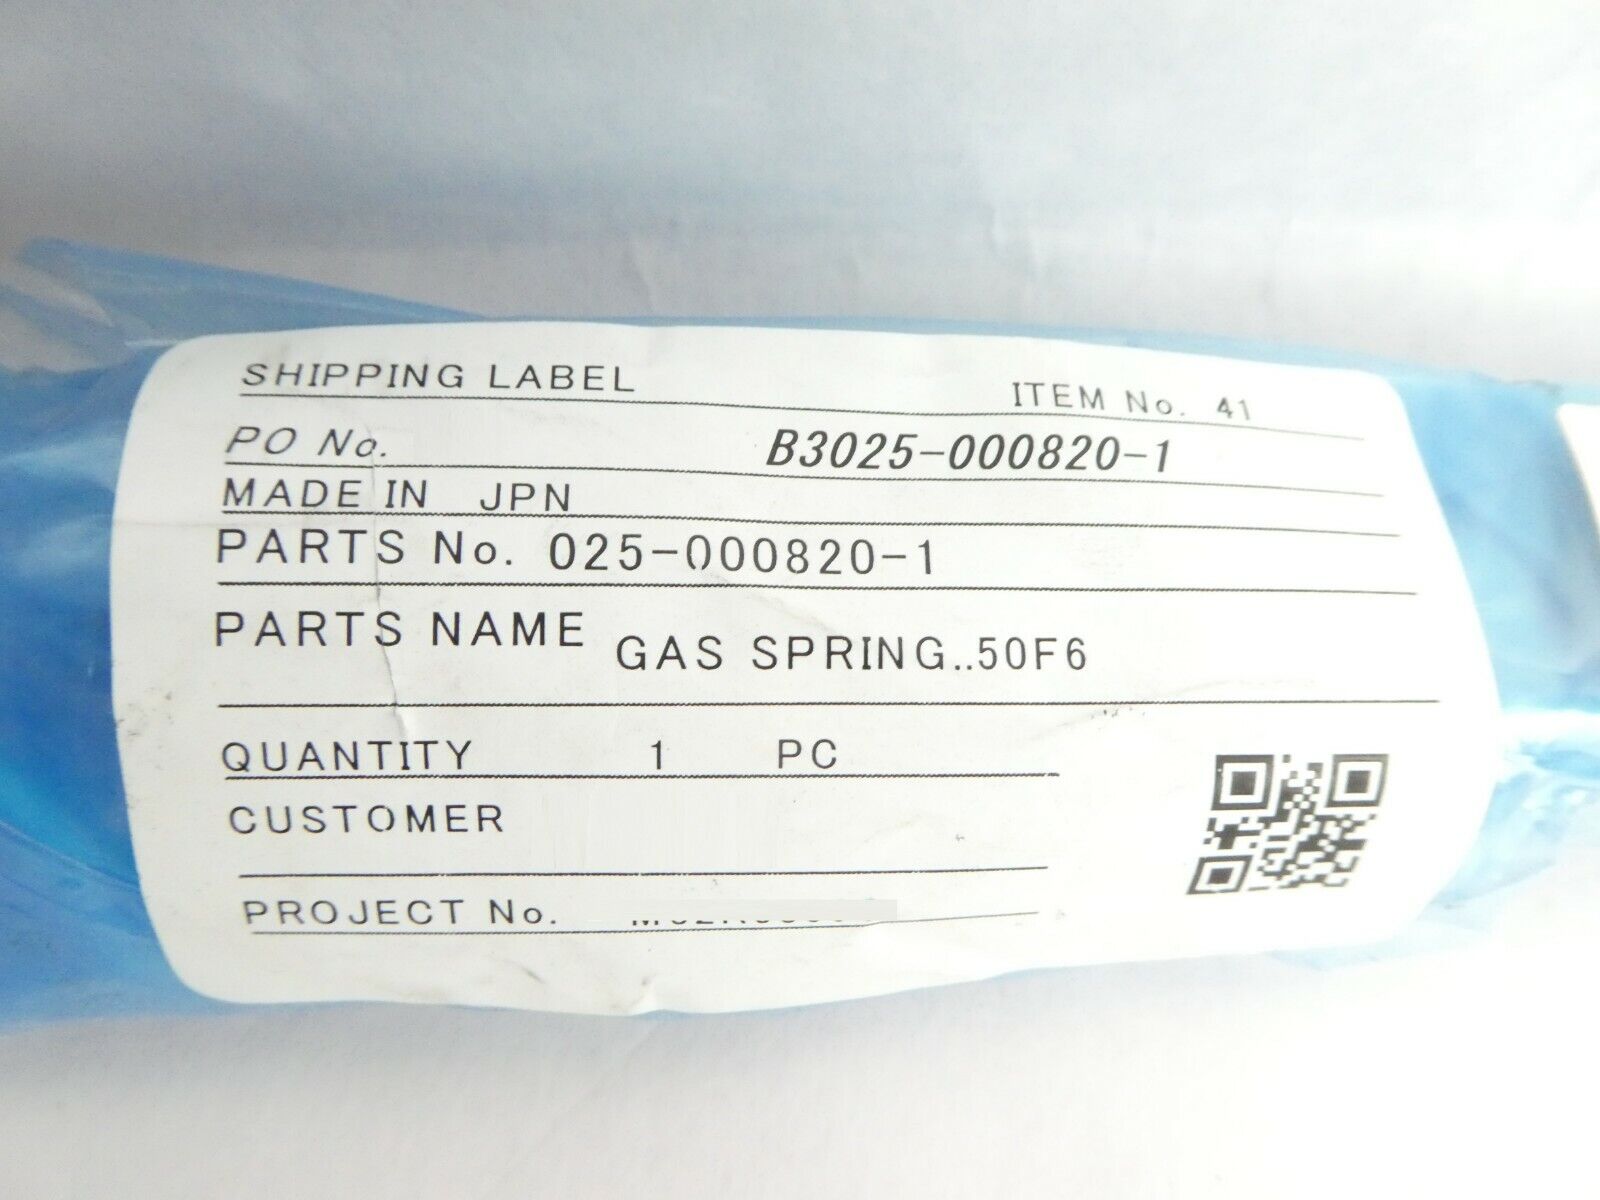 SHIPPING LABEL ITEM No. 41
PO No. B3025-000820-1
MADE IN JPN
PARTS No. 025-000820-1
PARTS NAME GAS SPRING..50F6
QUANTITY 1 PC
CUSTOMER
PROJECT No.